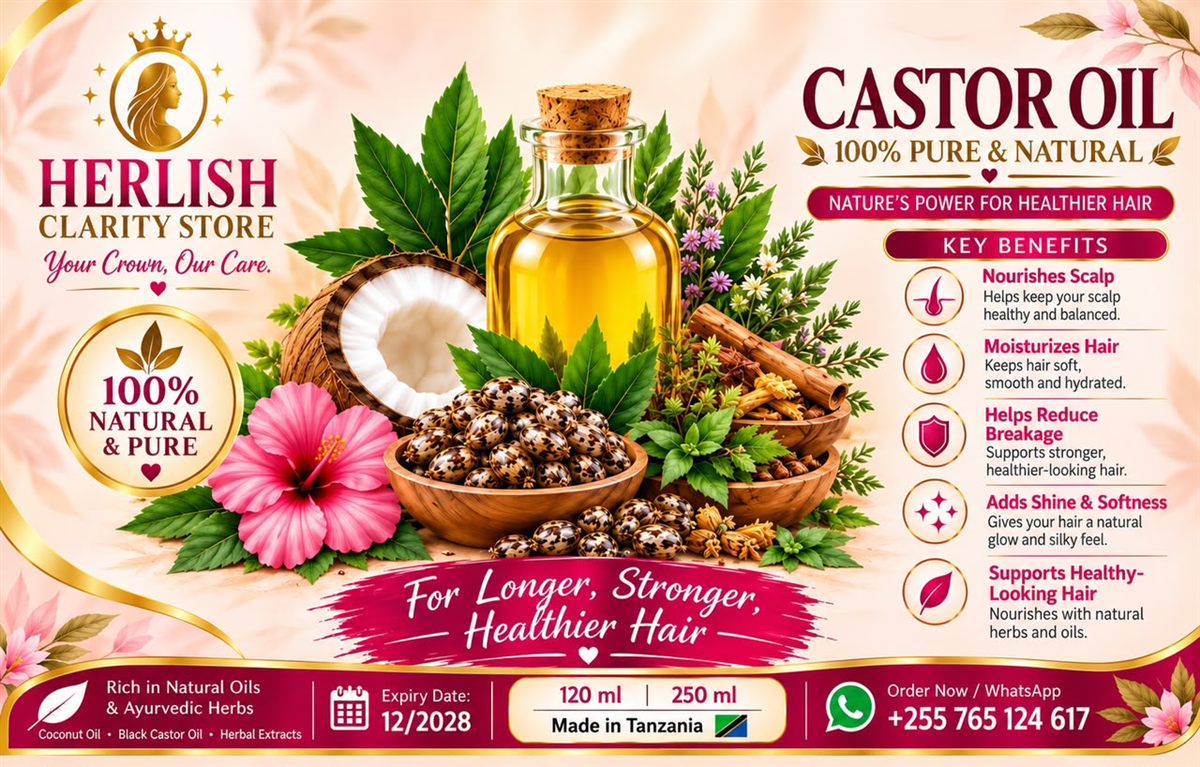 HERLISH
CLARITY STORE
Your Crown, Our Care.
100%
NATURAL
& PURE
CASTOR OIL
100% PURE & NATURAL
NATURE'S POWER FOR HEALTHIER HAIR
KEY BENEFITS
Nourishes Scalp
Helps keep your scalp
healthy and balanced.
Moisturizes Hair
Keeps hair soft,
smooth and hydrated.
Helps Reduce
Breakage
Supports stronger,
healthier-looking hair.
Adds Shine & Softness
Gives your hair a natural
glow and silky feel.
Supports Healthy-
Looking Hair
Nourishes with natural
herbs and oils.
For Longer, Stronger,
Healthier Hair
Rich in Natural Oils
& Ayurvedic Herbs
Coconut Oil • Black Castor Oil • Herbal Extracts
Expiry Date:
12/2028
120 ml | 250 ml
Made in Tanzania
Order Now / WhatsApp
+255 765 124 617